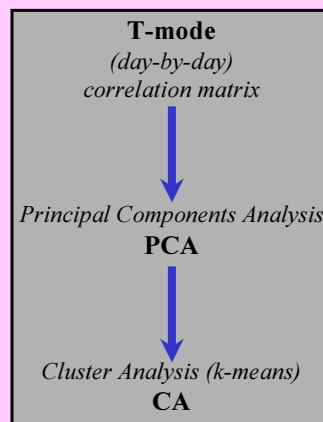 T-mode
(day-by-day)
correlation matrix
Principal Components Analysis
PCA
Cluster Analysis (k-means)
CA